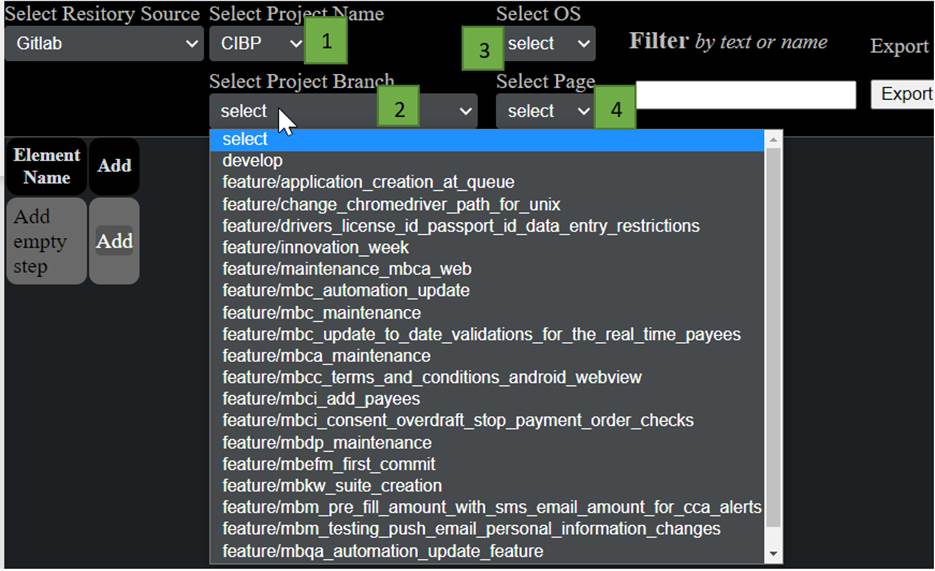 Select Resitory Source Select Project Name Select OS
Gitlab CIBP 1 3 select Filter by text or name Export
Select Project Branch Select Page
select 2 select 4 Export
select
develop
feature/application_creation_at_queue
feature/change_chromedriver_path_for_unix
feature/drivers_license_id_passport_id_data_entry_restrictions
feature/innovation_week
feature/maintenance_mbca_web
feature/mbc_automation_update
feature/mbc_maintenance
feature/mbc_update_to_date_validations_for_the_real_time_payees
feature/mbca_maintenance
feature/mbcc_terms_and_conditions_android_webview
feature/mbci_add_payees
feature/mbci_consent_overdraft_stop_payment_order_checks
feature/mbdp_maintenance
feature/mbefm_first_commit
feature/mbkw_suite_creation
feature/mbm_pre_fill_amount_with_sms_email_amount_for_cca_alerts
feature/mbm_testing_push_email_personal_information_changes
feature/mbqa_automation_update_feature
Element
Name
Add
Add
empty
step
Add